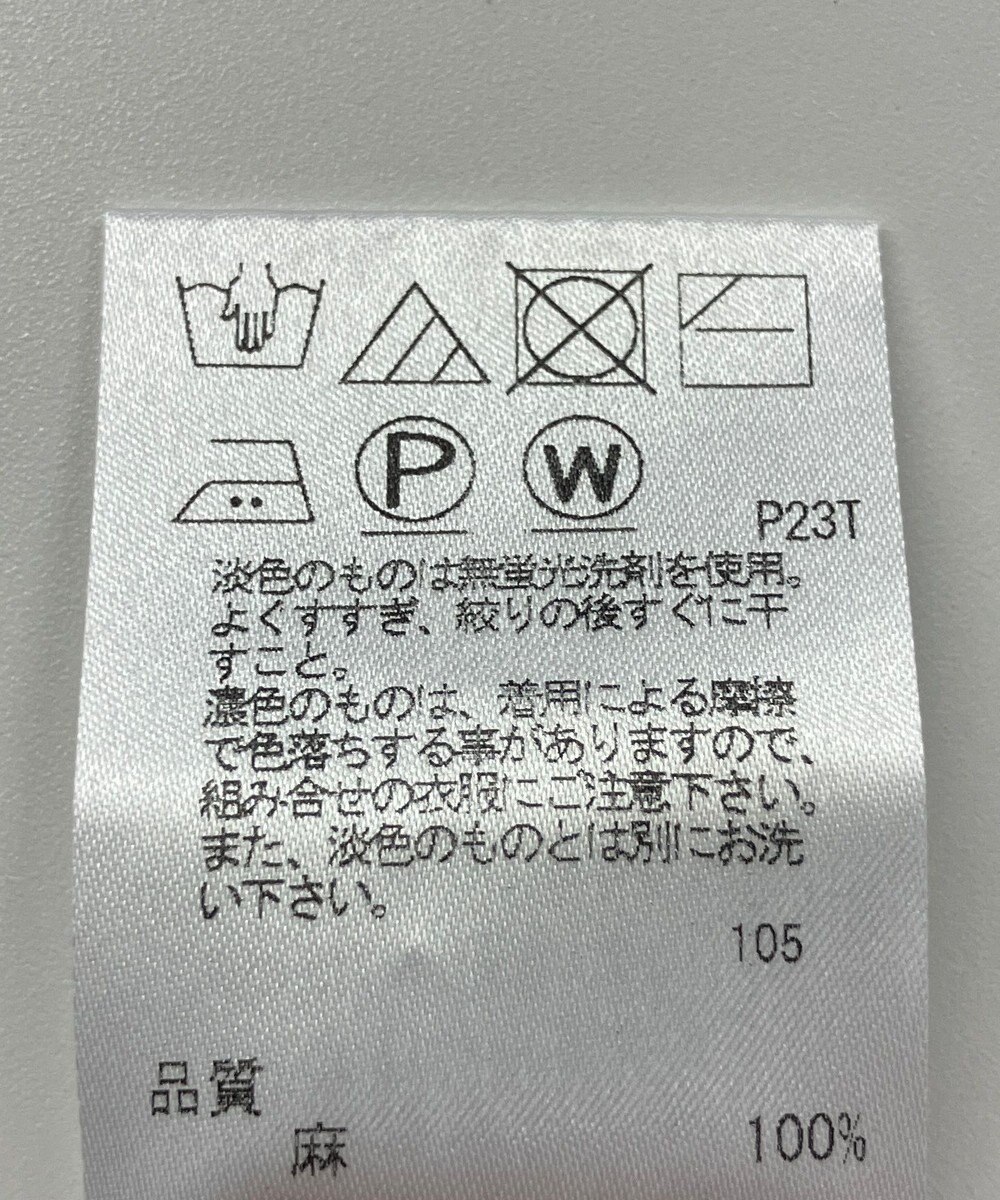 P W
P23T
淡色のものは無蛍光洗剤を使用。
よくすすぎ、絞りの後すぐに干
すこと。
濃色のものは、着用による摩擦
で色落ちする事がありますので、
組み合せの衣服にご注意下さい。
また、淡色のものとは別にお洗
い下さい。
105
品質
麻 100%